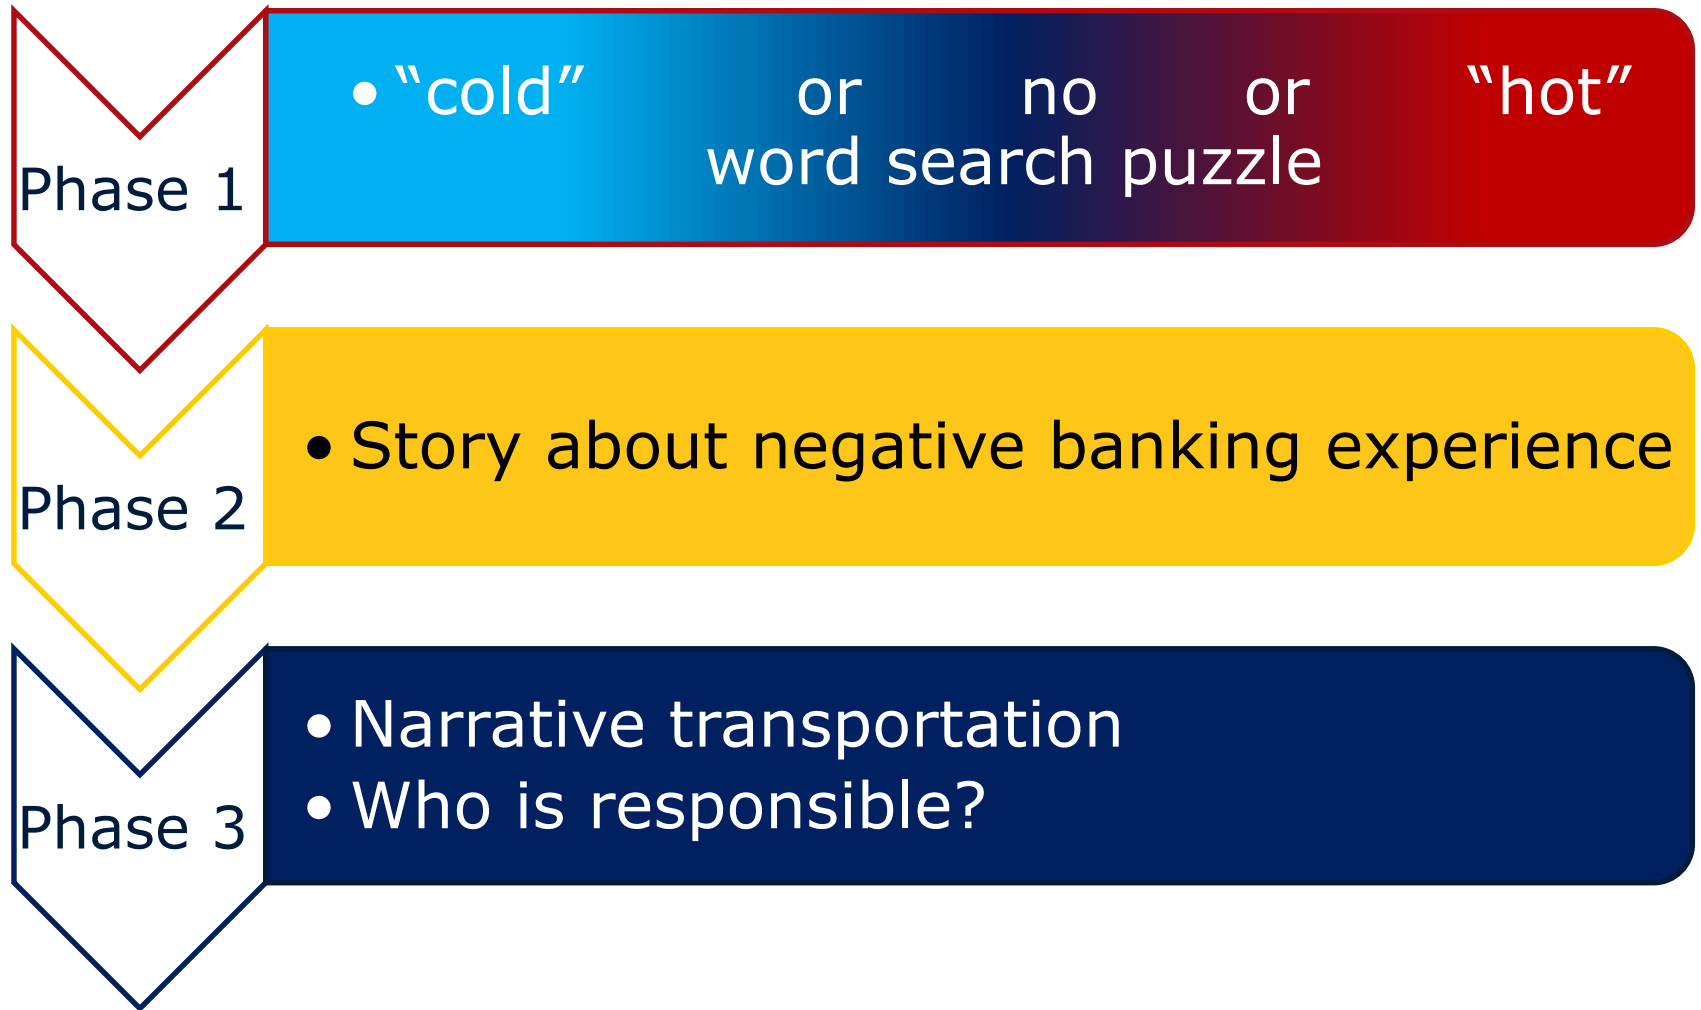 Phase 1
• “cold” or no or “hot”
word search puzzle
Phase 2
• Story about negative banking experience
Phase 3
• Narrative transportation
• Who is responsible?